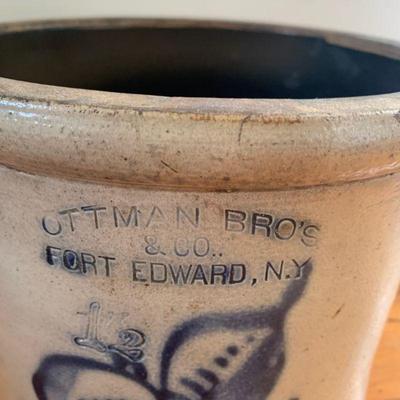 OTTMAN BRO'S
& CO..
FORT EDWARD, N.Y
1½